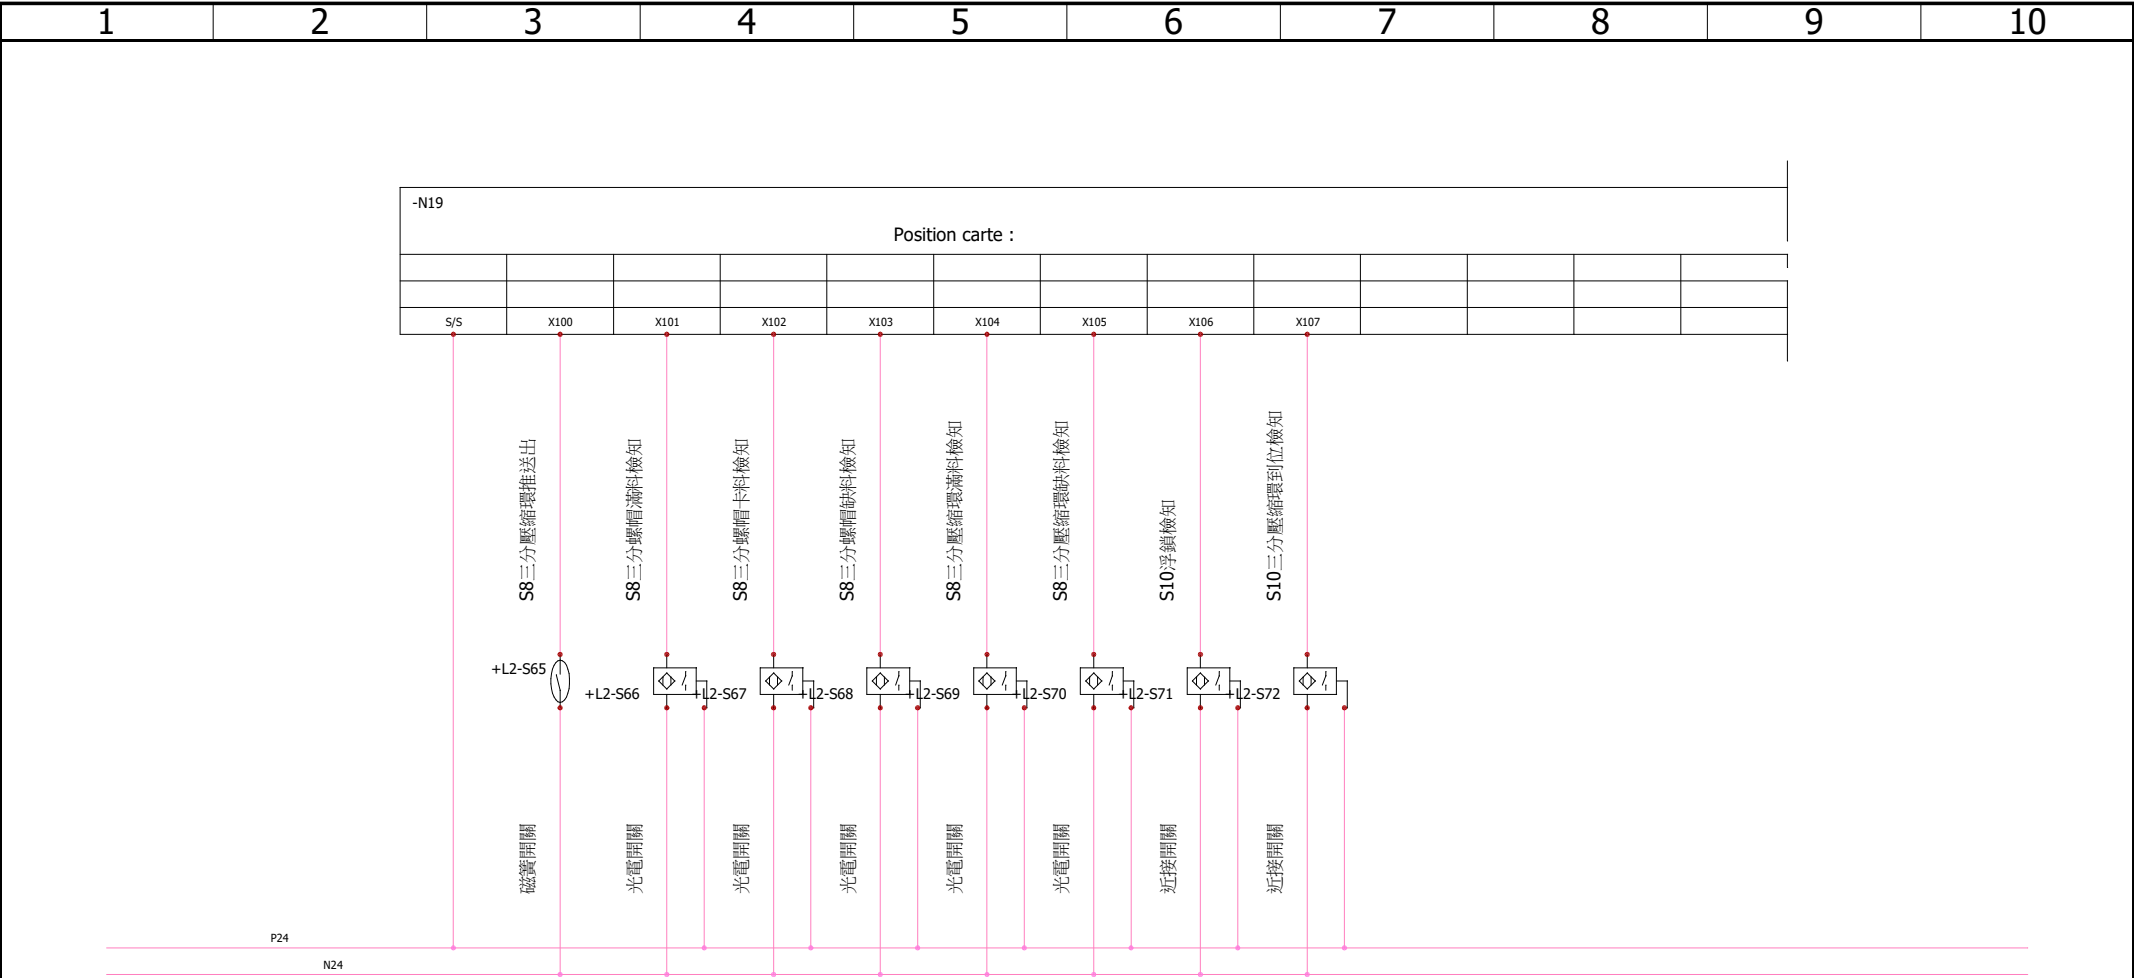 1 2 3 4 5 6 7 8 9 10
-N19
Position carte :
S/S X100 X101 X102 X103 X104 X105 X106 X107
S8三分壓縮環推送出
S8三分螺帽滿料檢知
S8三分螺帽卡料檢知
S8三分螺帽缺料檢知
S8三分壓縮環滿料檢知
S8三分壓縮環缺料檢知
S10浮鎖檢知
S10三分壓縮環到位檢知
+L2-S65
+L2-S66
+L2-S67
+L2-S68
+L2-S69
+L2-S70
+L2-S71
+L2-S72
磁簧開關
光電開關
光電開關
光電開關
光電開關
光電開關
近接開關
近接開關
P24
N24